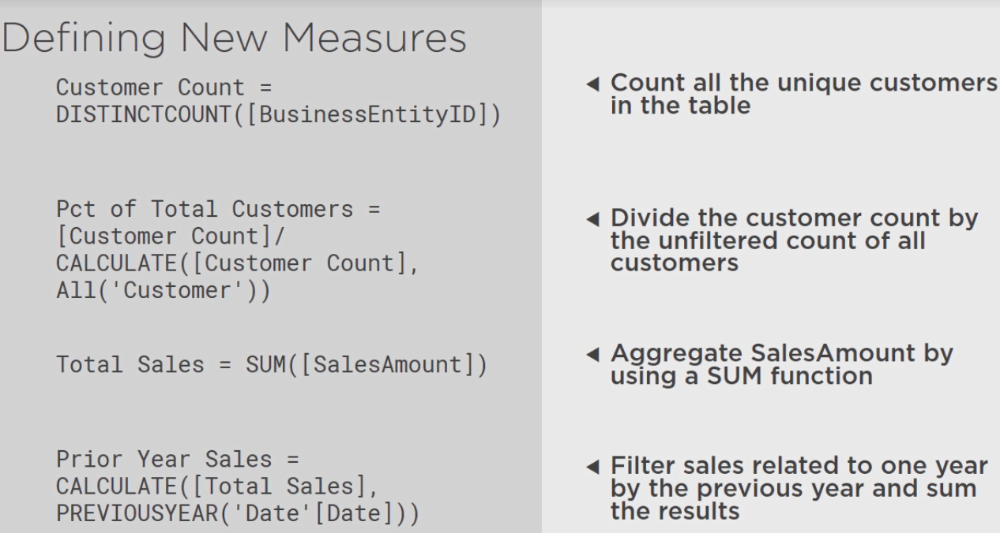 Defining New Measures
Customer Count =
DISTINCTCOUNT([BusinessEntityID])
◄ Count all the unique customers
in the table
Pct of Total Customers =
[Customer Count]/
CALCULATE([Customer Count],
All('Customer'))
◄ Divide the customer count by
the unfiltered count of all
customers
Total Sales = SUM([SalesAmount])
◄ Aggregate SalesAmount by
using a SUM function
Prior Year Sales =
CALCULATE([Total Sales],
PREVIOUSYEAR('Date'[Date]))
◄ Filter sales related to one year
by the previous year and sum
the results